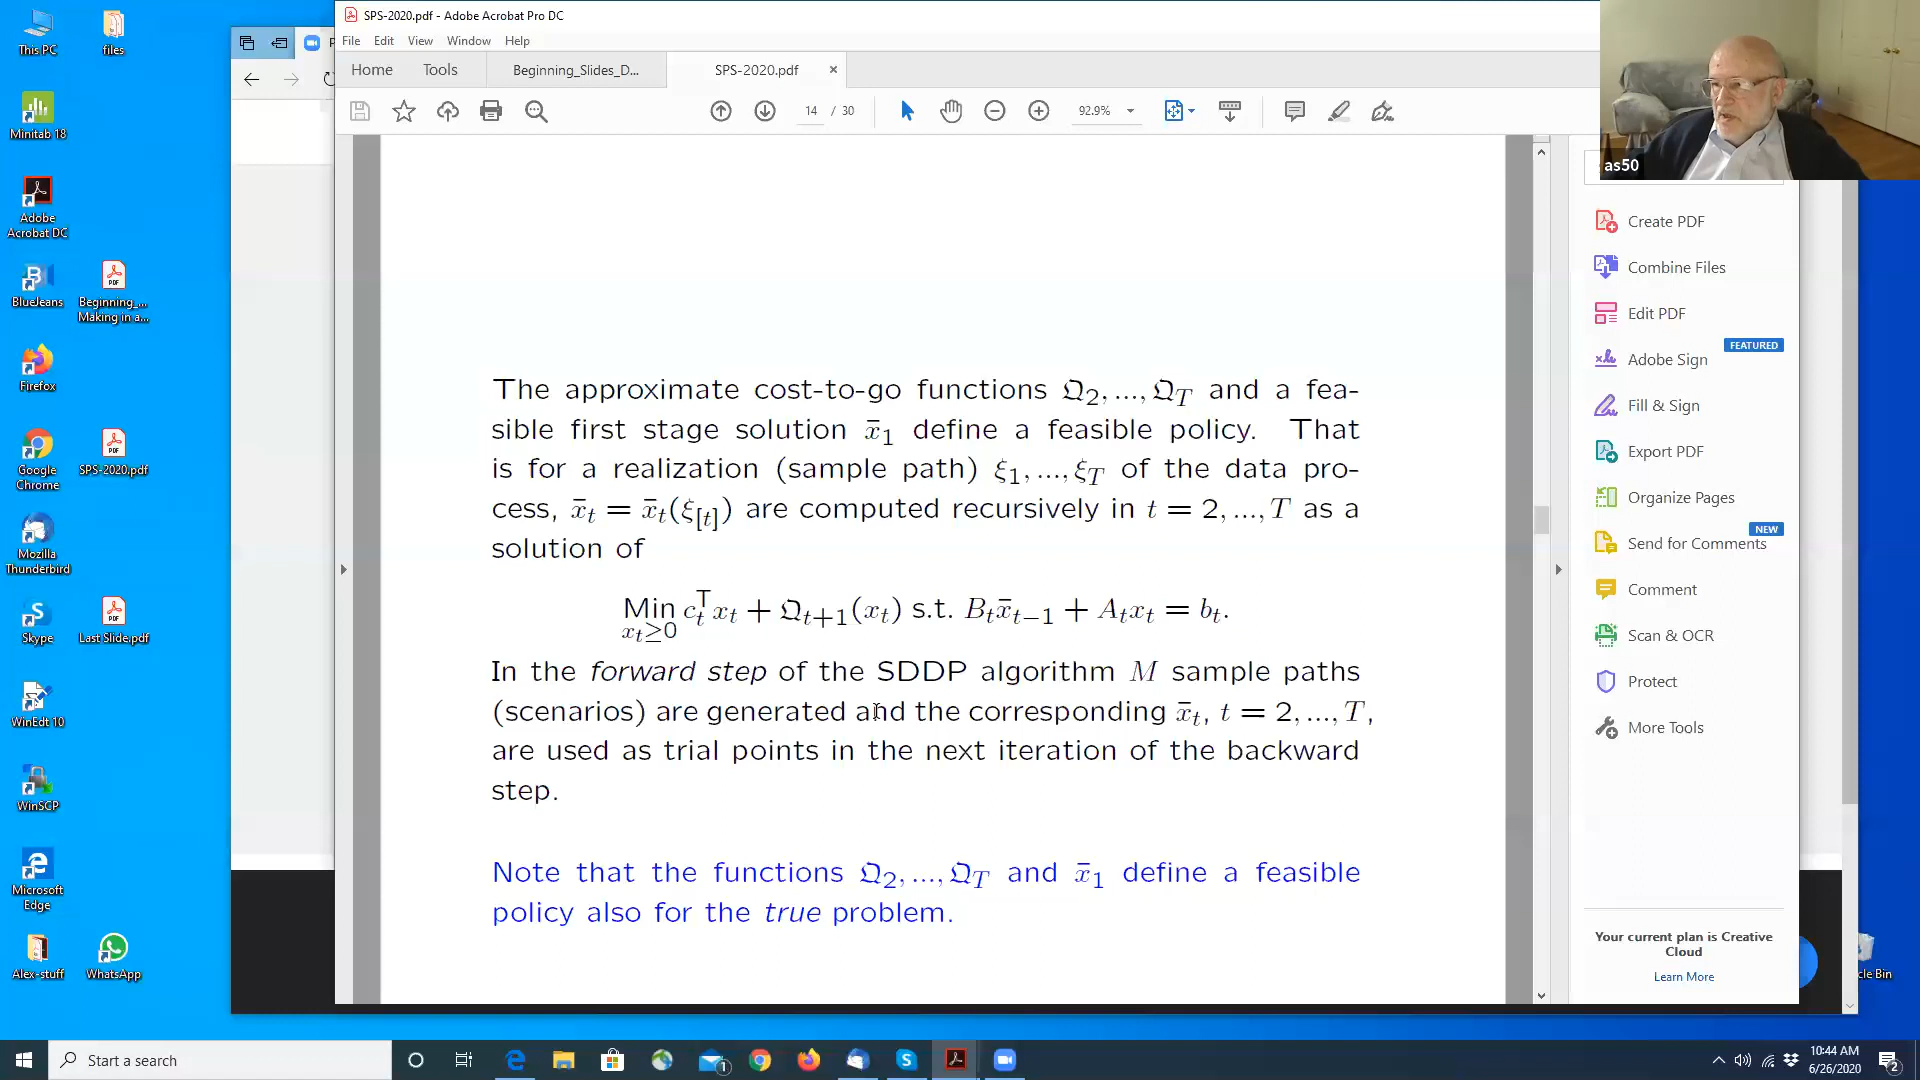 SPS-2020.pdf - Adobe Acrobat Pro DC
File Edit View Window Help
Home Tools Beginning_Slides_D... SPS-2020.pdf ×
14 / 30 92.9%
The approximate cost-to-go functions 𝔔₂, ..., 𝔔_T and a fea-
sible first stage solution x̄₁ define a feasible policy. That
is for a realization (sample path) ξ₁, ..., ξ_T of the data pro-
cess, x̄_t = x̄_t(ξ_[t]) are computed recursively in t = 2, ..., T as a
solution of
Min_{x_t≥0} c_t^T x_t + 𝔔_{t+1}(x_t) s.t. B_t x̄_{t−1} + A_t x_t = b_t.
In the forward step of the SDDP algorithm M sample paths
(scenarios) are generated and the corresponding x̄_t, t = 2, ..., T,
are used as trial points in the next iteration of the backward
step.
Note that the functions 𝔔₂, ..., 𝔔_T and x̄₁ define a feasible
policy also for the true problem.
as50
Create PDF
Combine Files
Edit PDF
FEATURED
Adobe Sign
Fill & Sign
Export PDF
Organize Pages
NEW
Send for Comments
Comment
Scan & OCR
Protect
More Tools
Your current plan is Creative
Cloud
Learn More
This PC
files
Minitab 18
Adobe
Acrobat DC
BlueJeans
Beginning_...
Making in a...
Firefox
Google
Chrome
SPS-2020.pdf
Mozilla
Thunderbird
Skype
Last Slide.pdf
WinEdt 10
WinSCP
Microsoft
Edge
Alex-stuff
WhatsApp
cle Bin
Start a search
1
10:44 AM
6/26/2020
2